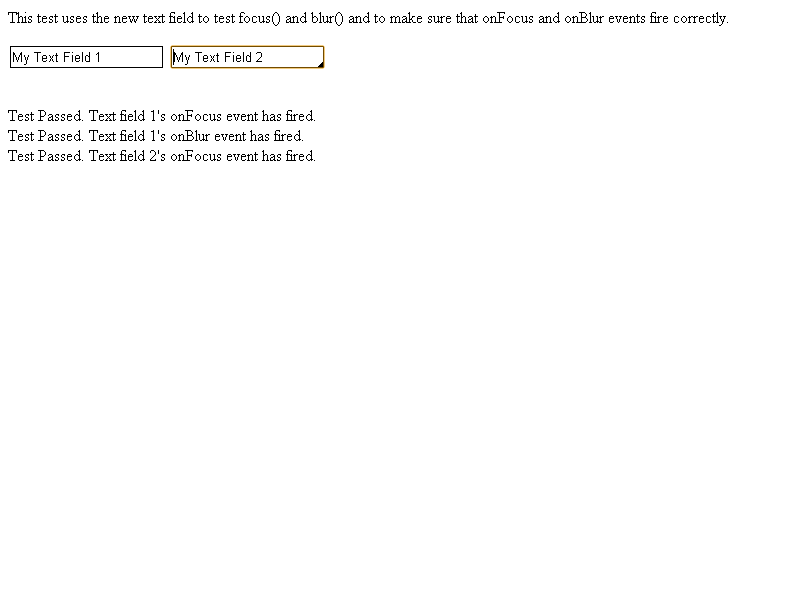 This test uses the new text field to test focus() and blur() and to make sure that onFocus and onBlur events fire correctly.
My Text Field 1 My Text Field 2
Test Passed. Text field 1's onFocus event has fired.
Test Passed. Text field 1's onBlur event has fired.
Test Passed. Text field 2's onFocus event has fired.